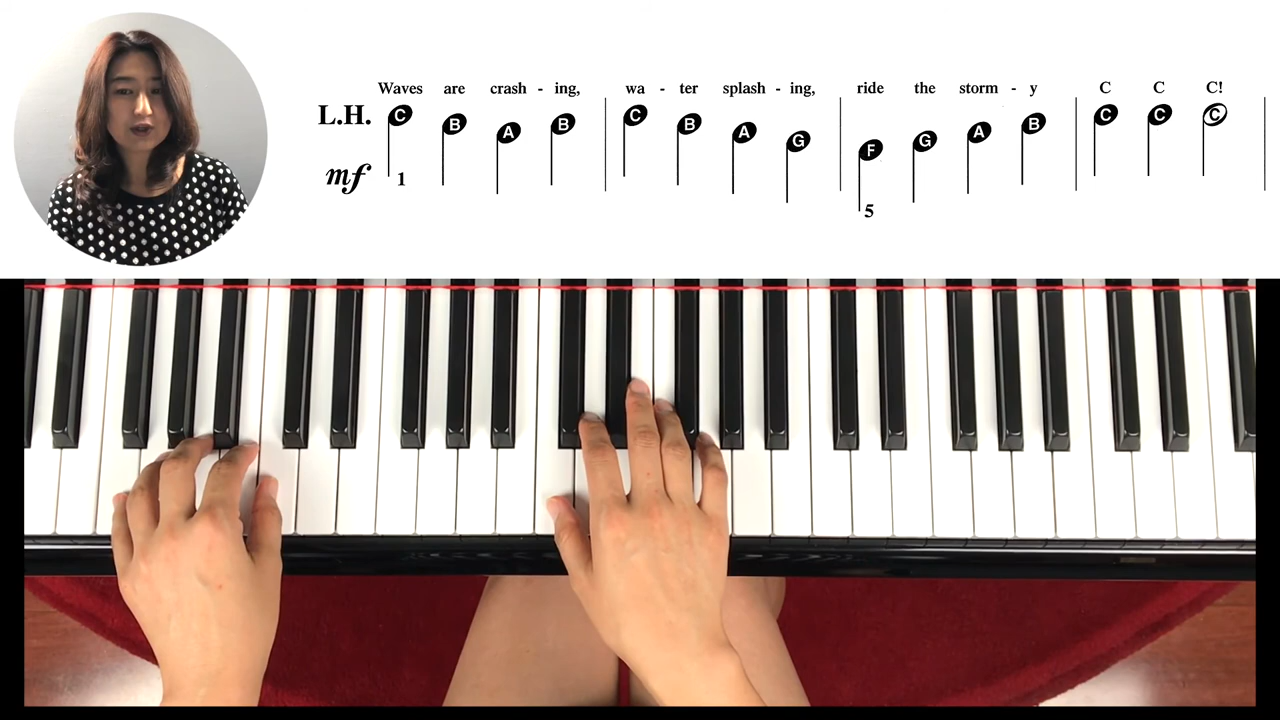 Waves are crash - ing, wa - ter splash - ing, ride the storm - y C C C!
L.H. C B A B C B A G F G A B C C C
mf 1 5